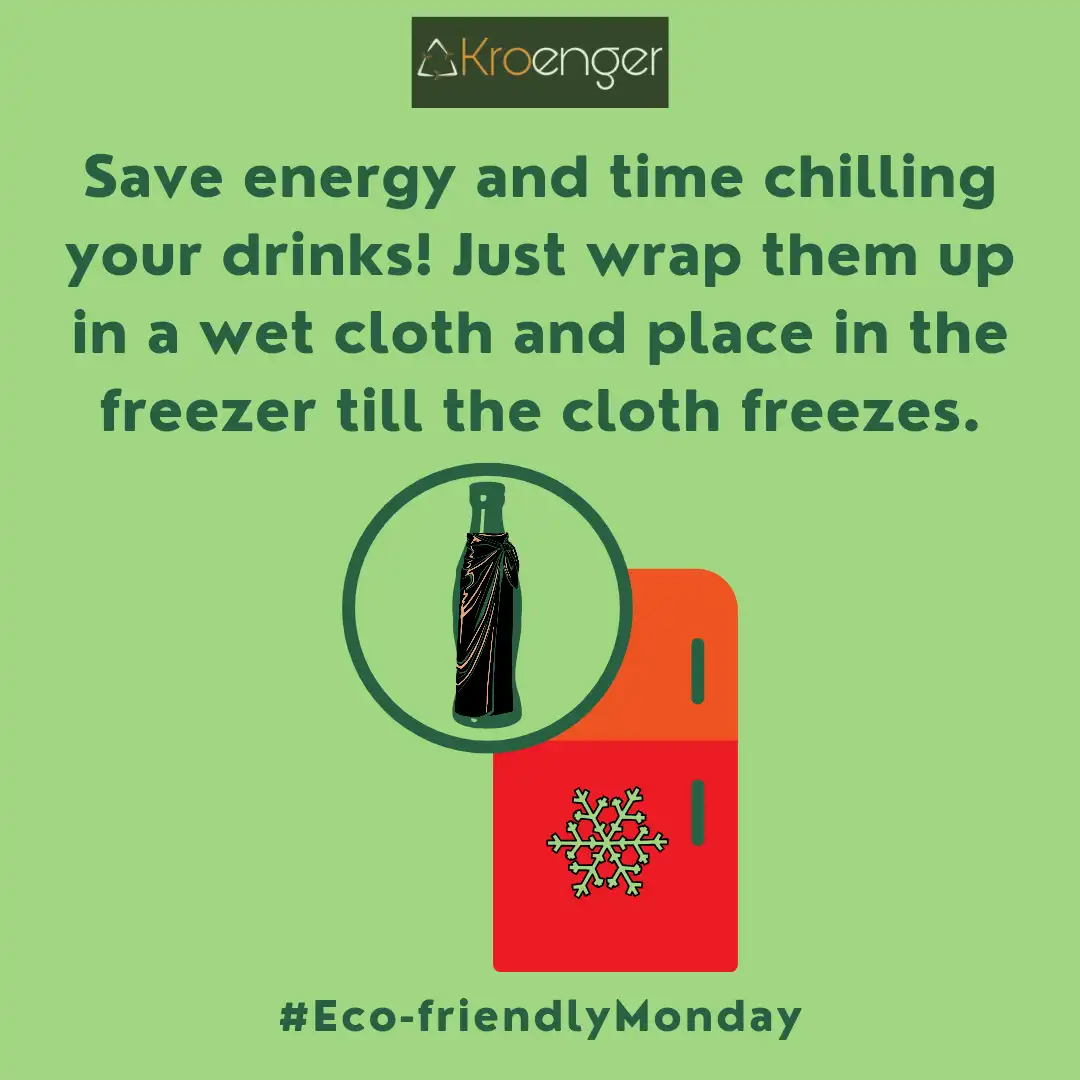 Kroenger
Save energy and time chilling
your drinks! Just wrap them up
in a wet cloth and place in the
freezer till the cloth freezes.
#Eco-friendlyMonday